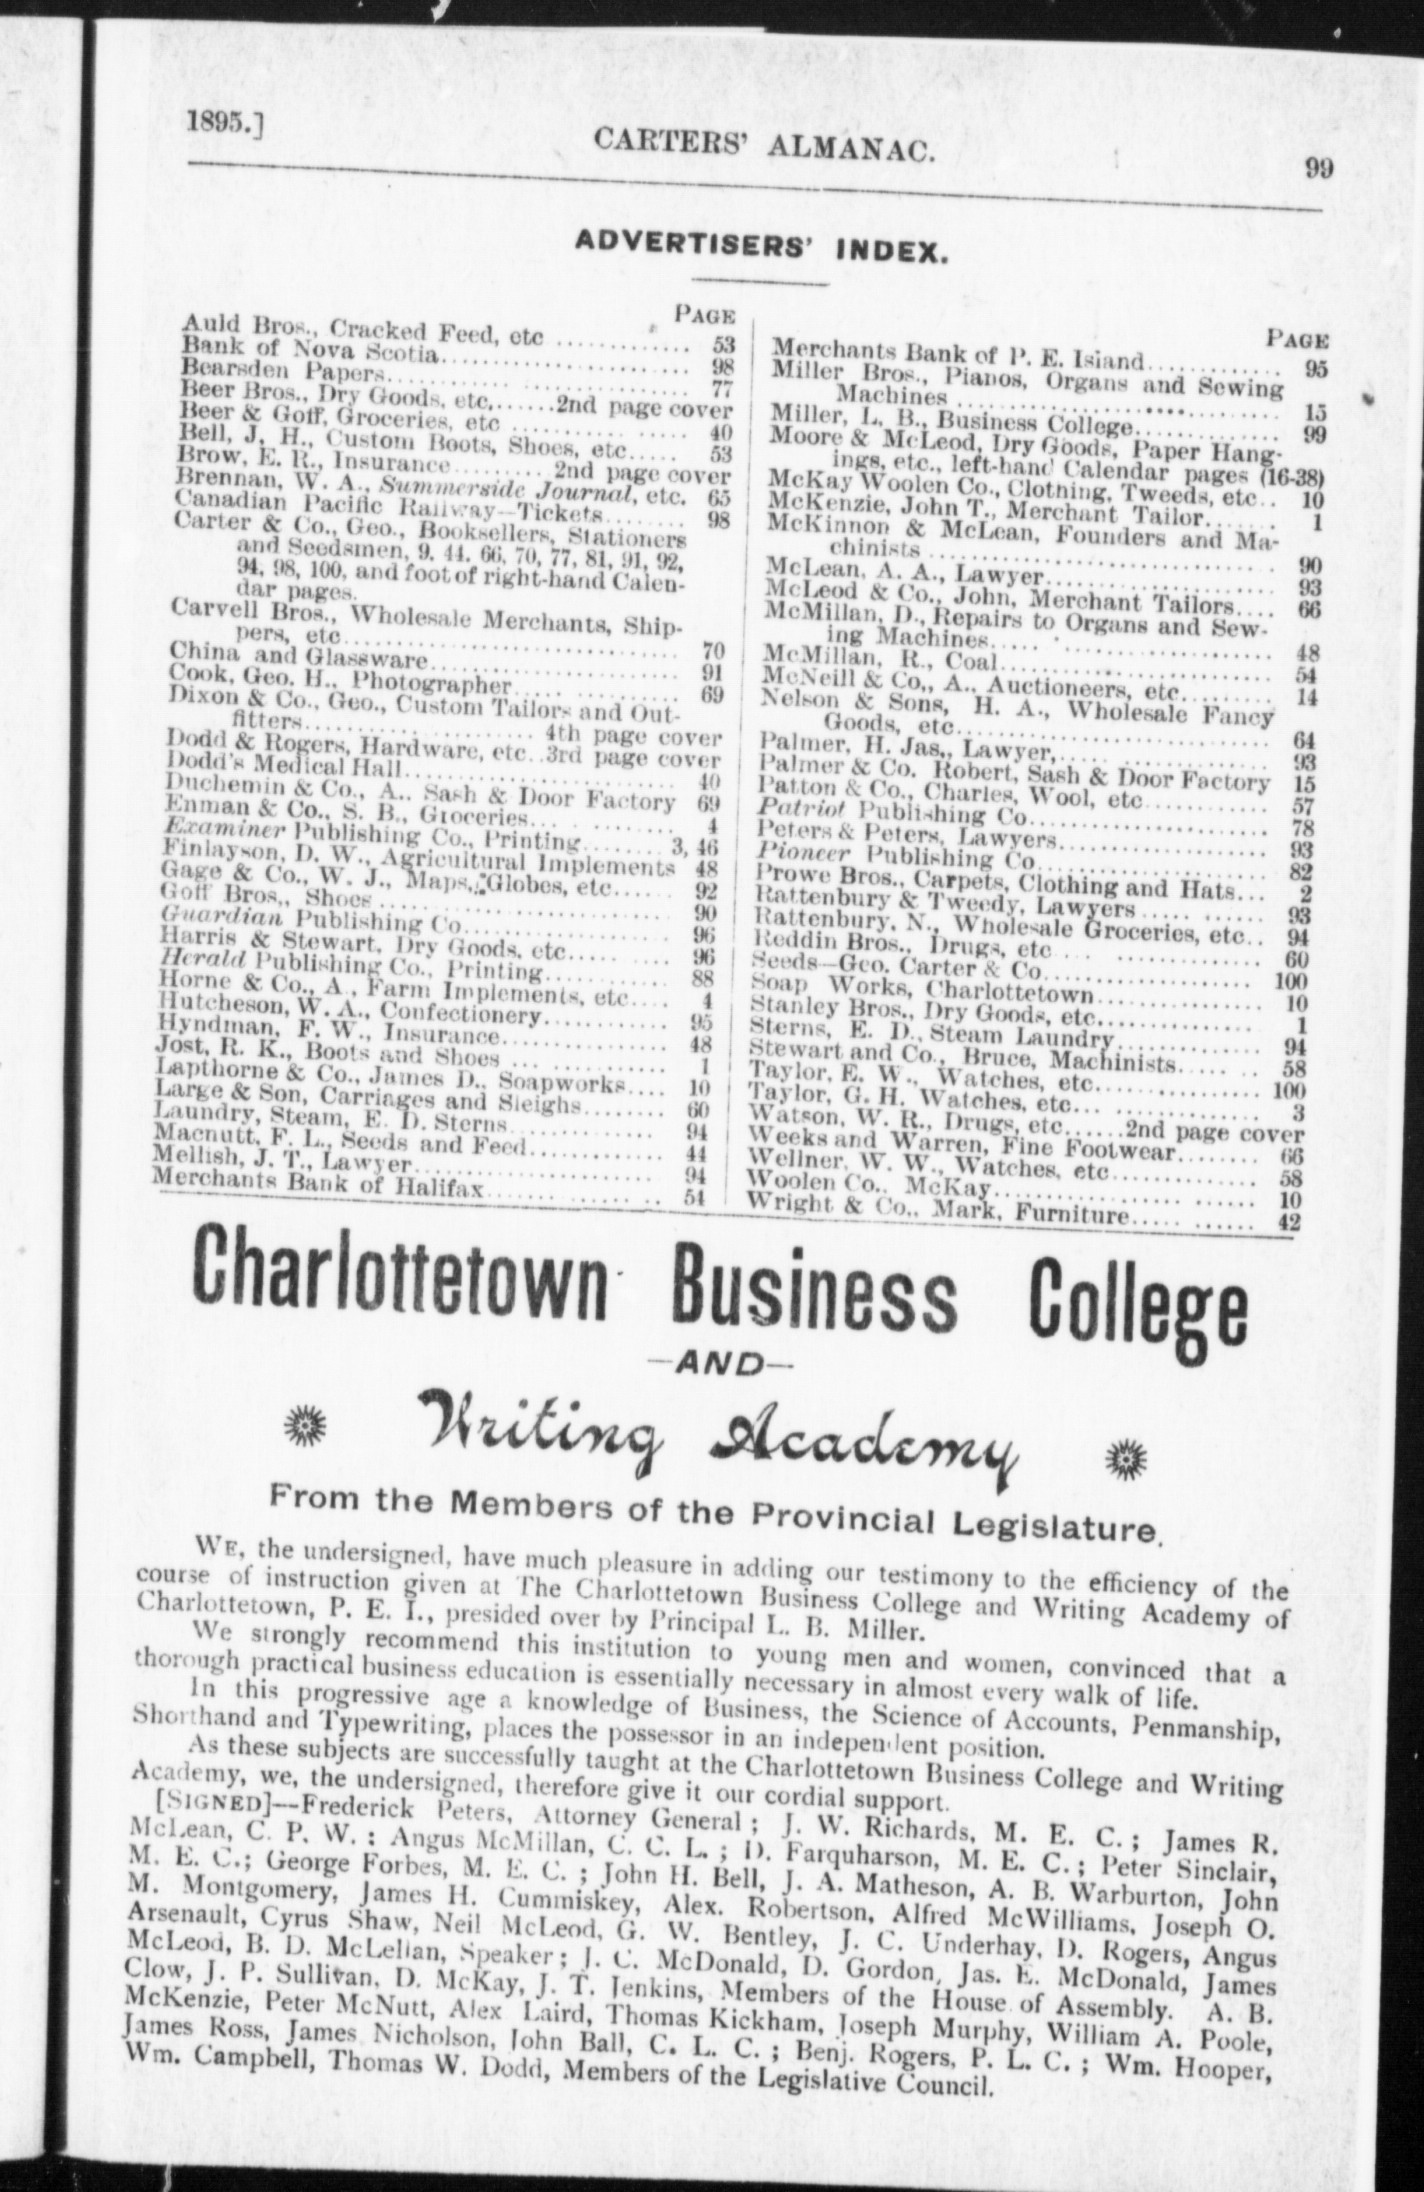 1895.]
CARTERS' ALMANAC.
99
ADVERTISERS' INDEX.
PAGE
Auld Bros., Cracked Feed, etc ............. 53
Bank of Nova Scotia........................ 98
Bearsden Papers............................ 77
Beer Bros., Dry Goods, etc,......2nd page cover
Beer & Goff, Groceries, etc ........... ..... 40
Bell, J. H., Custom Boots, Shoes, etc..... 53
Brow, E. R., Insurance.........2nd page cover
Brennan, W. A., Summerside Journal, etc. 65
Canadian Pacific Railway—Tickets........ 98
Carter & Co., Geo., Booksellers, Stationers
and Seedsmen, 9, 44, 66, 70, 77, 81, 91, 92,
94, 98, 100, and foot of right-hand Calen-
dar pages.
Carvell Bros., Wholesale Merchants, Ship-
pers, etc.................................. 70
China and Glassware........................ 91
Cook, Geo. H., Photographer..... .......... 69
Dixon & Co., Geo., Custom Tailors and Out-
fitters........................4th page cover
Dodd & Rogers, Hardware, etc..3rd page cover
Dodd's Medical Hall........................ 40
Duchemin & Co., A., Sash & Door Factory 69
Enman & Co., S. B., Groceries... ......... 4
Examiner Publishing Co., Printing........ 3, 46
Finlayson, D. W., Agricultural Implements 48
Gage & Co., W. J., Maps, Globes, etc...... 92
Goff Bros,, Shoes .......................... 90
Guardian Publishing Co..................... 96
Harris & Stewart, Dry Goods, etc..... ..... 96
Herald Publishing Co., Printing............ 88
Horne & Co., A., Farm Implements, etc.... 4
Hutcheson, W. A., Confectionery............ 95
Hyndman, F. W., Insurance................. 48
Jost, R. K., Boots and Shoes ... ........... 1
Lapthorne & Co., James D., Soapworks.... 10
Large & Son, Carriages and Sleighs........ 60
Laundry, Steam, E. D. Sterns............... 94
Macnutt, F. L., Seeds and Feed............. 44
Mellish, J. T., Lawyer...................... 94
Merchants Bank of Halifax.............. .. 54
PAGE
Merchants Bank of P. E. Island............. 95
Miller Bros., Pianos, Organs and Sewing
Machines ................................ 15
Miller, L. B., Business College.............. 99
Moore & McLeod, Dry Goods, Paper Hang-
ings, etc., left-hand Calendar pages (16-38)
McKay Woolen Co., Clothing, Tweeds, etc.. 10
McKenzie, John T., Merchant Tailor....... 1
McKinnon & McLean, Founders and Ma-
chinists ................................... 90
McLean, A. A., Lawyer..................... 93
McLeod & Co., John, Merchant Tailors.... 66
McMillan, D., Repairs to Organs and Sew-
ing Machines..... ........................ 48
McMillan, R., Coal.......................... 54
McNeill & Co,, A., Auctioneers, etc......... 14
Nelson & Sons, H. A., Wholesale Fancy
Goods, etc................................ 64
Palmer, H. Jas,, Lawyer,..... .............. 93
Palmer & Co. Robert, Sash & Door Factory 15
Patton & Co., Charles, Wool, etc........... 57
Patriot Publishing Co....................... 78
Peters & Peters, Lawyers................... 93
Pioneer Publishing Co...................... 82
Prowe Bros., Carpets, Clothing and Hats... 2
Rattenbury & Tweedy, Lawyers ..... ...... 93
Rattenbury, N., Wholesale Groceries, etc.. 94
Reddin Bros., Drugs, etc ... .............. 60
Seeds—Geo. Carter & Co.................... 100
Soap Works, Charlottetown................ 10
Stanley Bros., Dry Goods, etc............... 1
Sterns, E. D., Steam Laundry............... 94
Stewart and Co., Bruce, Machinists..... .. 58
Taylor, E. W., Watches, etc................ 100
Taylor, G. H. Watches, etc... .............. 3
Watson, W. R., Drugs, etc......2nd page cover
Weeks and Warren, Fine Footwear........ 66
Wellner, W. W., Watches, etc.............. 58
Woolen Co., McKay.................. ...... 10
Wright & Co., Mark, Furniture..... ...... 42
Charlottetown Business College
—AND—
Writing Academy
From the Members of the Provincial Legislature.
WE, the undersigned, have much pleasure in adding our testimony to the efficiency of the
course of instruction given at The Charlottetown Business College and Writing Academy of
Charlottetown, P. E. I., presided over by Principal L. B. Miller.
We strongly recommend this institution to young men and women, convinced that a
thorough practical business education is essentially necessary in almost every walk of life.
In this progressive age a knowledge of Business, the Science of Accounts, Penmanship,
Shorthand and Typewriting, places the possessor in an independent position.
As these subjects are successfully taught at the Charlottetown Business College and Writing
Academy, we, the undersigned, therefore give it our cordial support.
[SIGNED]—Frederick Peters, Attorney General ; J. W. Richards, M. E. C. ; James R.
McLean, C. P. W. ; Angus McMillan, C. C. L. ; D. Farquharson, M. E. C. ; Peter Sinclair,
M. E. C.; George Forbes, M. E. C. ; John H. Bell, J. A. Matheson, A. B. Warburton, John
M. Montgomery, James H. Cummiskey, Alex. Robertson, Alfred McWilliams, Joseph O.
Arsenault, Cyrus Shaw, Neil McLeod, G. W. Bentley, J. C. Underhay, D. Rogers, Angus
McLeod, B. D. McLellan, Speaker ; J. C. McDonald, D. Gordon, Jas. E. McDonald, James
Clow, J. P. Sullivan, D. McKay, J. T. Jenkins, Members of the House of Assembly. A. B.
McKenzie, Peter McNutt, Alex Laird, Thomas Kickham, Joseph Murphy, William A. Poole,
James Ross, James Nicholson, John Ball, C. L. C. ; Benj. Rogers, P. L. C. ; Wm. Hooper,
Wm. Campbell, Thomas W. Dodd, Members of the Legislative Council.